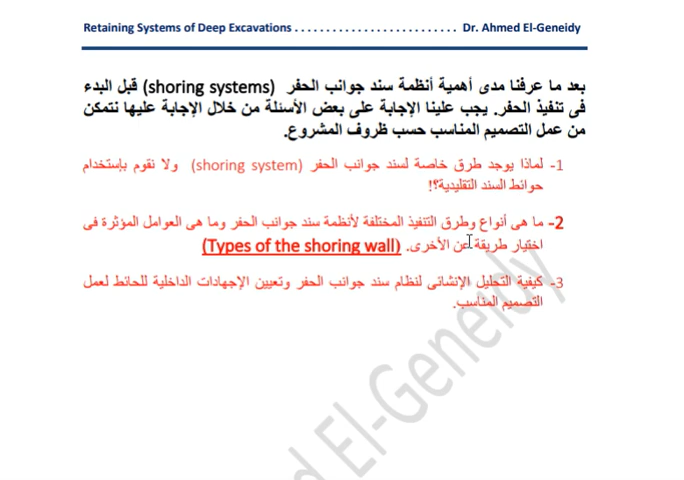 Retaining Systems of Deep Excavations . . . . . . . . . . . . . . . . . . . . . . . . . . Dr. Ahmed El-Geneidy
بعد ما عرفنا مدى أهمية أنظمة سند جوانب الحفر (shoring systems) قبل البدء
فى تنفيذ الحفر. يجب علينا الإجابة على بعض الأسئلة من خلال الإجابة عليها نتمكن
من عمل التصميم المناسب حسب ظروف المشروع.
1- لماذا يوجد طرق خاصة لسند جوانب الحفر (shoring system) ولا نقوم بإستخدام
حوائط السند التقليدية؟!
2- ما هى أنواع وطرق التنفيذ المختلفة لأنظمة سند جوانب الحفر وما هى العوامل المؤثرة فى
اختيار طريقة عن الأخرى. (Types of the shoring wall)
3- كيفية التحليل الإنشائى لنظام سند جوانب الحفر وتعيين الإجهادات الداخلية للحائط لعمل
التصميم المناسب.
d El-Geneidy